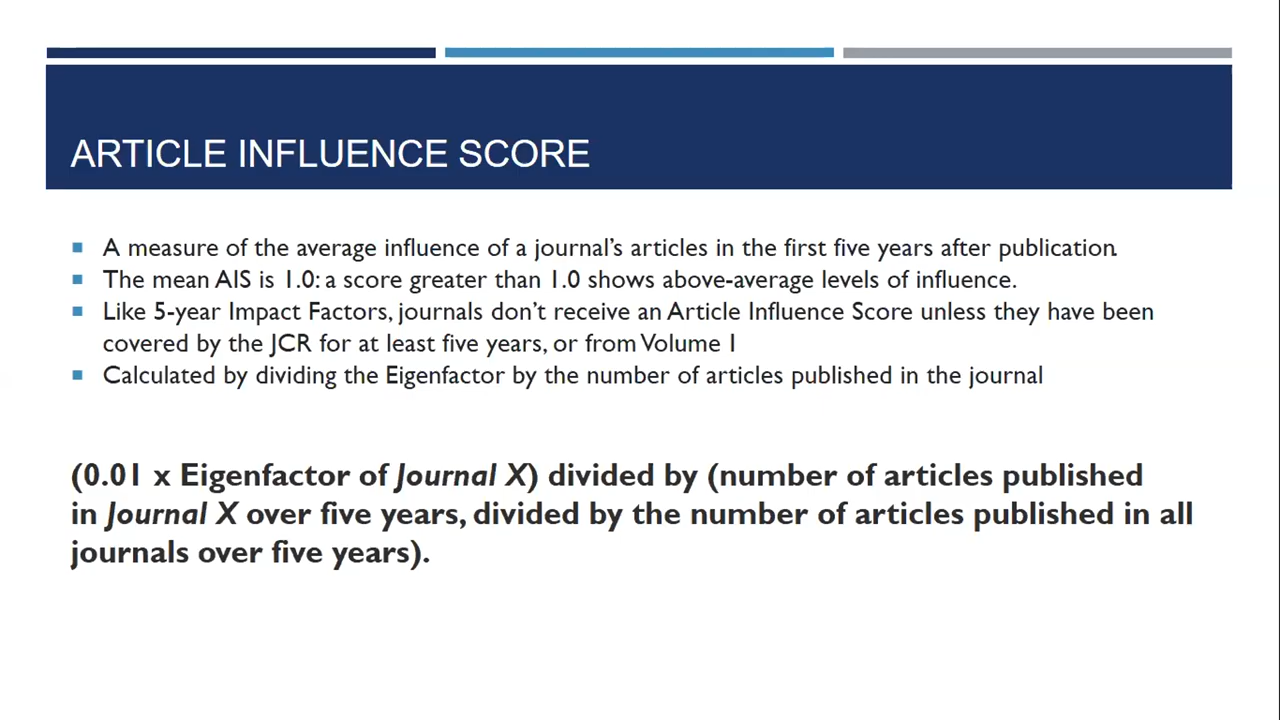 ARTICLE INFLUENCE SCORE
▪ A measure of the average influence of a journal’s articles in the first five years after publication.
▪ The mean AIS is 1.0: a score greater than 1.0 shows above-average levels of influence.
▪ Like 5-year Impact Factors, journals don’t receive an Article Influence Score unless they have been
covered by the JCR for at least five years, or from Volume 1
▪ Calculated by dividing the Eigenfactor by the number of articles published in the journal
(0.01 x Eigenfactor of Journal X) divided by (number of articles published
in Journal X over five years, divided by the number of articles published in all
journals over five years).